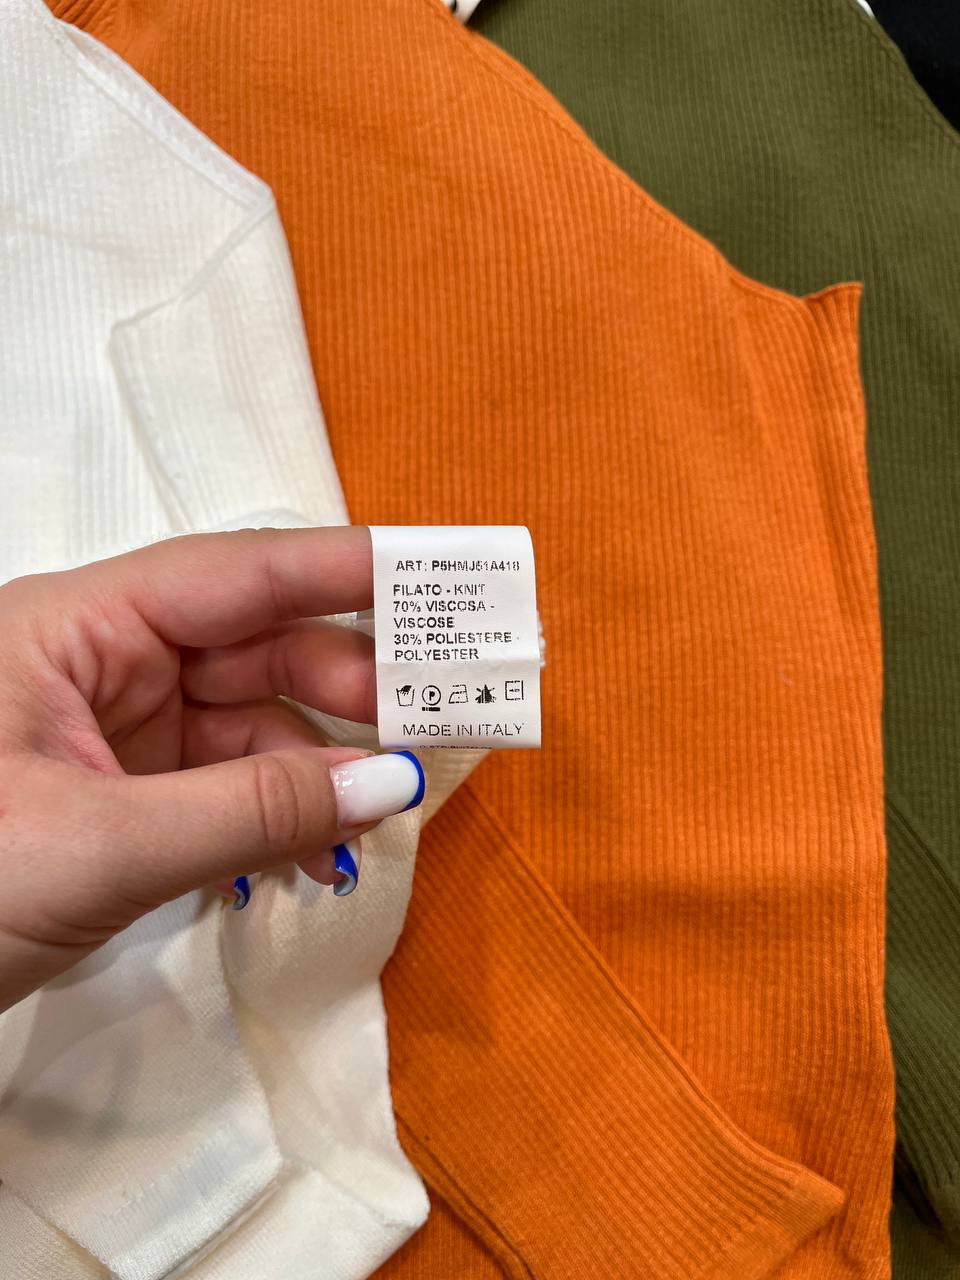 ART: P5HMJ51A418
FILATO - KNIT
70% VISCOSA -
VISCOSE
30% POLIESTERE -
POLYESTER
P
MADE IN ITALY